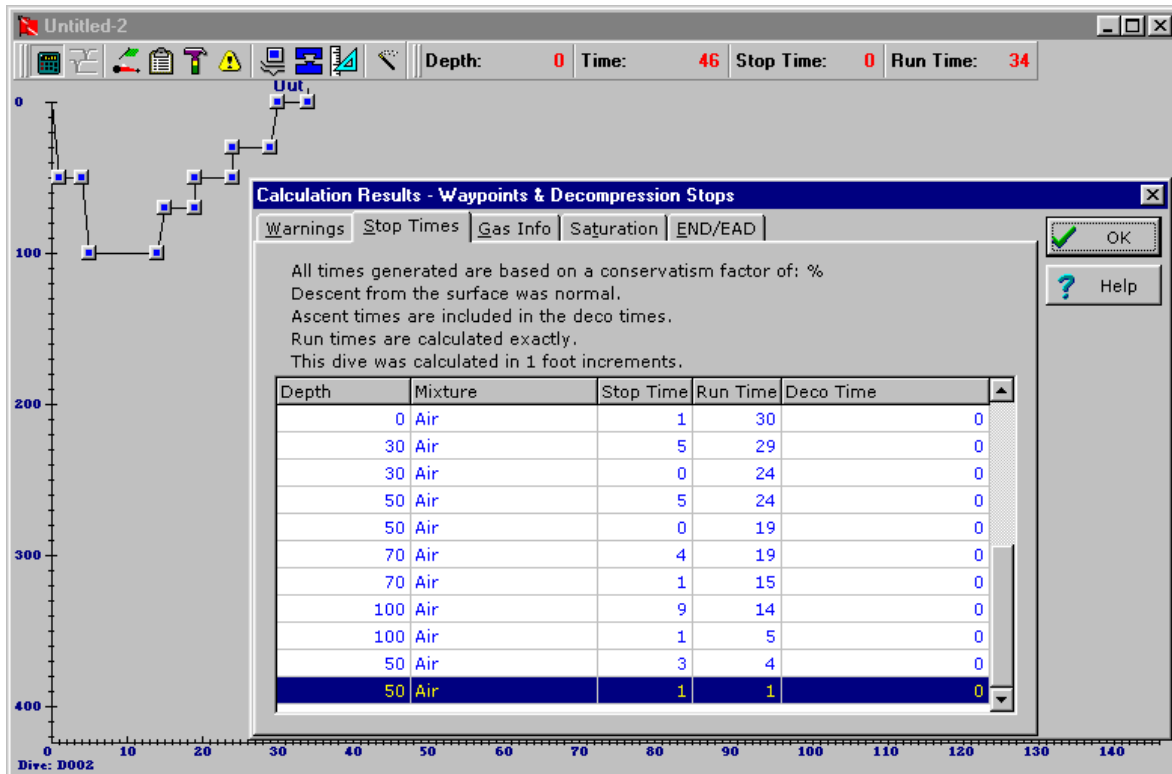 Untitled-2
Depth: 0 Time: 46 Stop Time: 0 Run Time: 34
Out
0
100
200
300
400
Calculation Results - Waypoints & Decompression Stops
Warnings Stop Times Gas Info Saturation END/EAD
OK
Help
All times generated are based on a conservatism factor of: %
Descent from the surface was normal.
Ascent times are included in the deco times.
Run times are calculated exactly.
This dive was calculated in 1 foot increments.
Depth Mixture Stop Time Run Time Deco Time
0 Air 1 30 0
30 Air 5 29 0
30 Air 0 24 0
50 Air 5 24 0
50 Air 0 19 0
70 Air 4 19 0
70 Air 1 15 0
100 Air 9 14 0
100 Air 1 5 0
50 Air 3 4 0
50 Air 1 1 0
0 10 20 30 40 50 60 70 80 90 100 110 120 130 140
Dive: D002